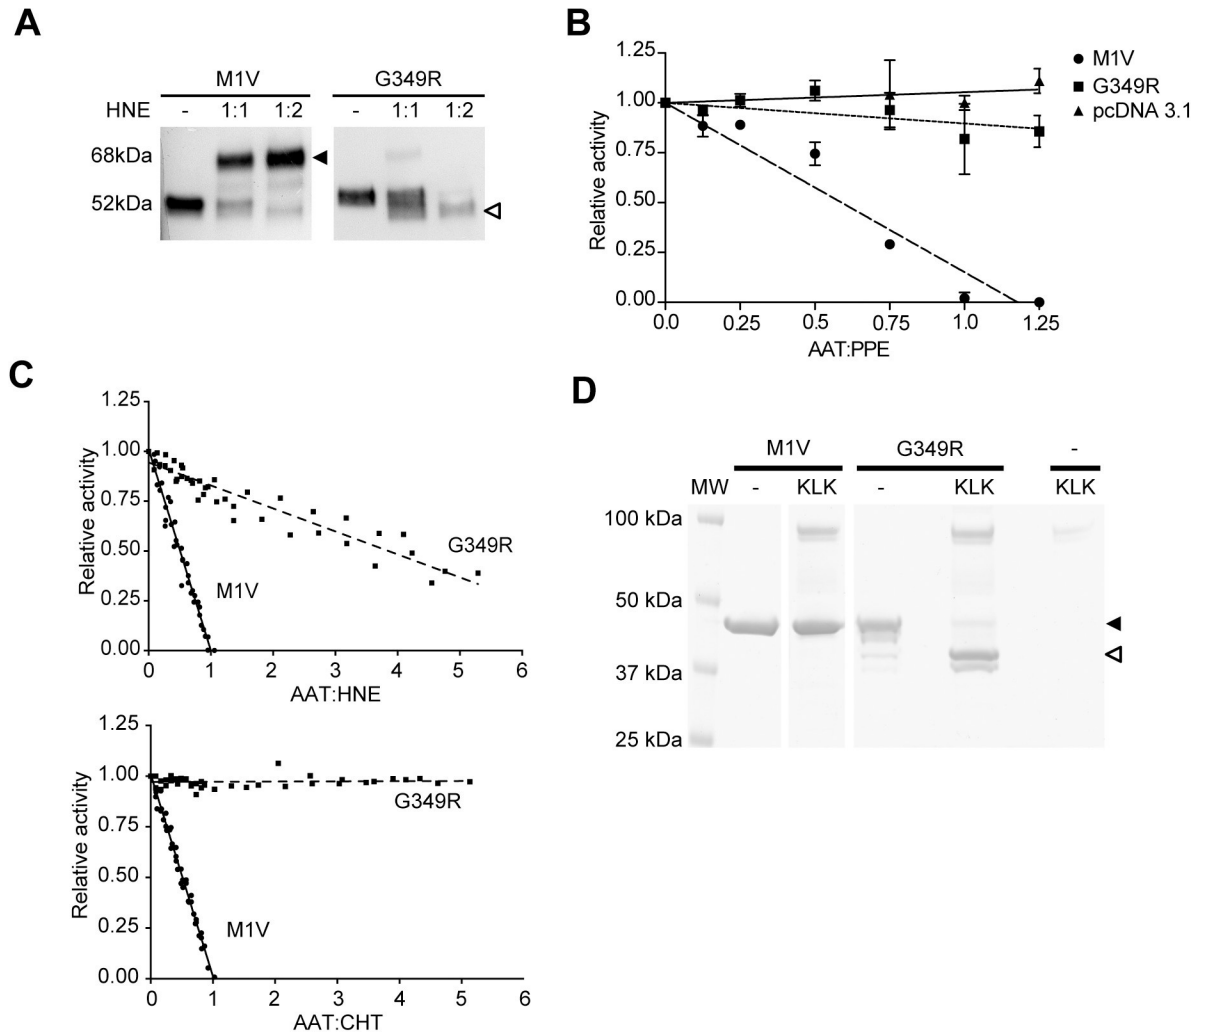 A
M1V G349R
HNE - 1:1 1:2 - 1:1 1:2
68kDa
52kDa
B
1.25
1.00
0.75
0.50
0.25
0.00
Relative activity
0.0 0.25 0.5 0.75 1.0 1.25
AAT:PPE
M1V
G349R
pcDNA 3.1
C
1.25
1.00
0.75
0.50
0.25
0.00
Relative activity
G349R
M1V
0 1 2 3 4 5 6
AAT:HNE
1.25
1.00
0.75
0.50
0.25
0.00
Relative activity
G349R
M1V
0 1 2 3 4 5 6
AAT:CHT
D
M1V G349R -
MW - KLK - KLK KLK
100 kDa
50 kDa
37 kDa
25 kDa